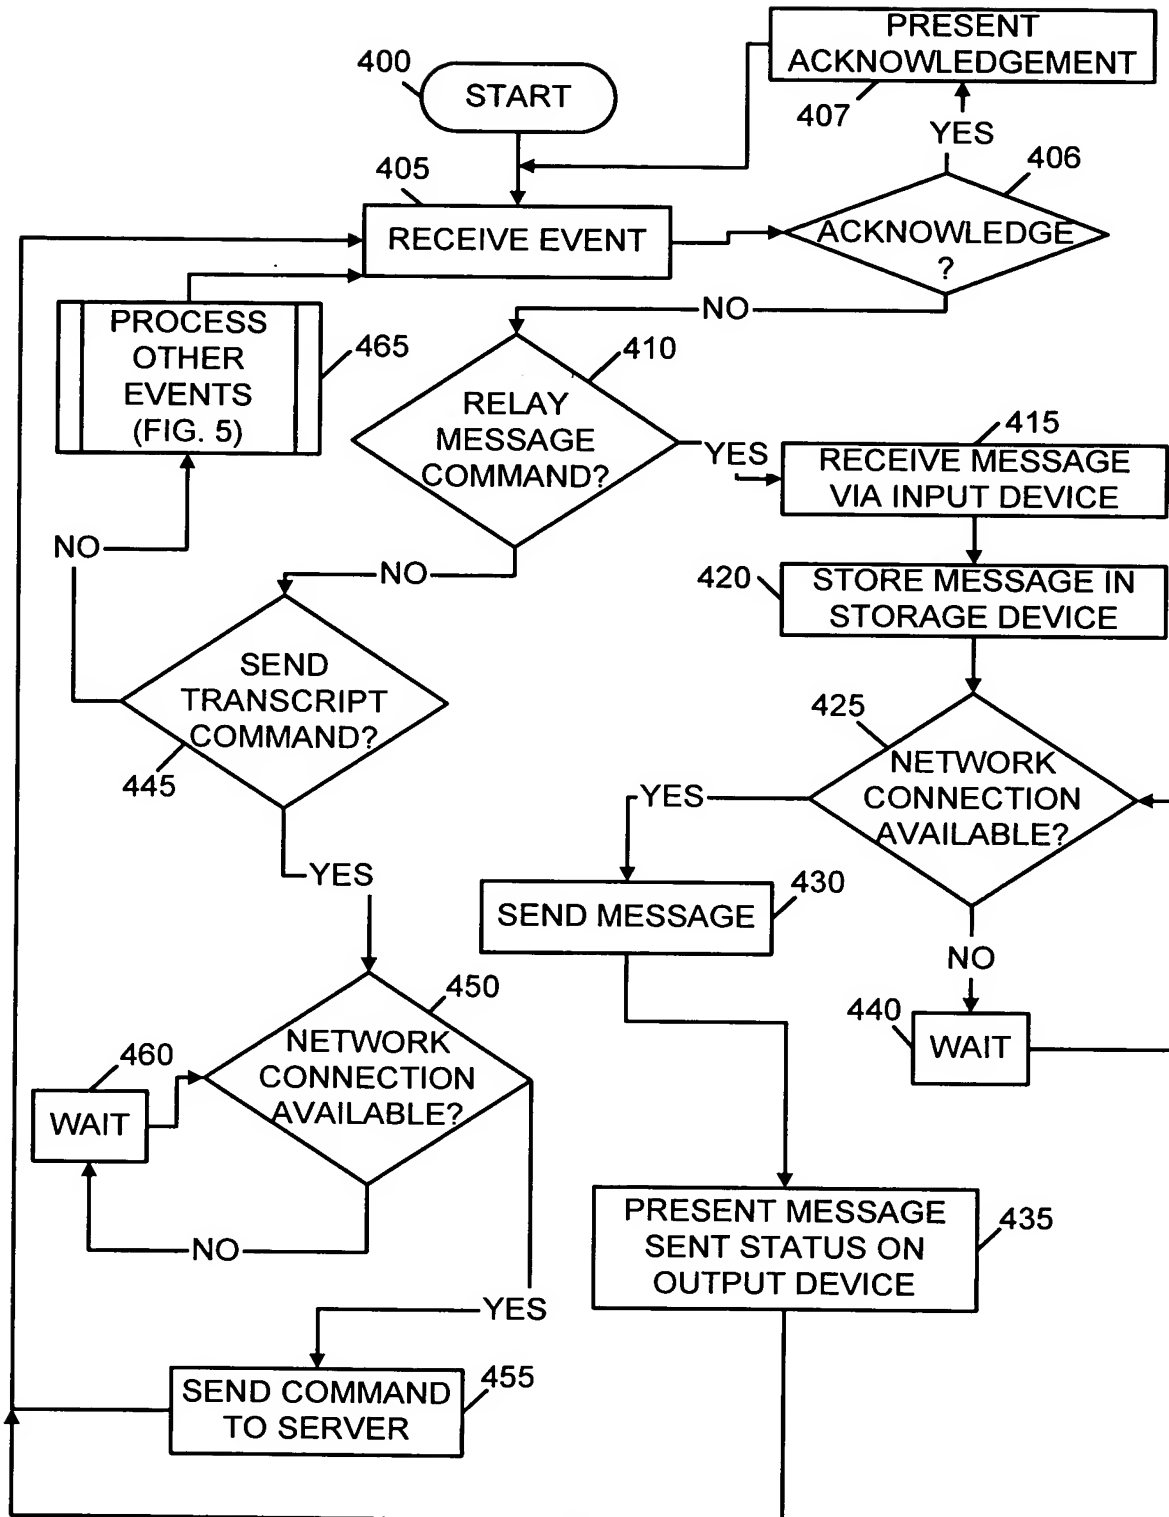 PRESENT
ACKNOWLEDGEMENT
407
400
START
YES
405
406
RECEIVE EVENT
ACKNOWLEDGE
?
NO
PROCESS
OTHER
EVENTS
(FIG. 5)
465
410
RELAY
MESSAGE
COMMAND?
YES
415
RECEIVE MESSAGE
VIA INPUT DEVICE
NO
NO
420
STORE MESSAGE IN
STORAGE DEVICE
SEND
TRANSCRIPT
COMMAND?
445
425
NETWORK
CONNECTION
AVAILABLE?
YES
YES
430
SEND MESSAGE
NO
450
NETWORK
CONNECTION
AVAILABLE?
440
WAIT
460
WAIT
NO
435
PRESENT MESSAGE
SENT STATUS ON
OUTPUT DEVICE
YES
455
SEND COMMAND
TO SERVER